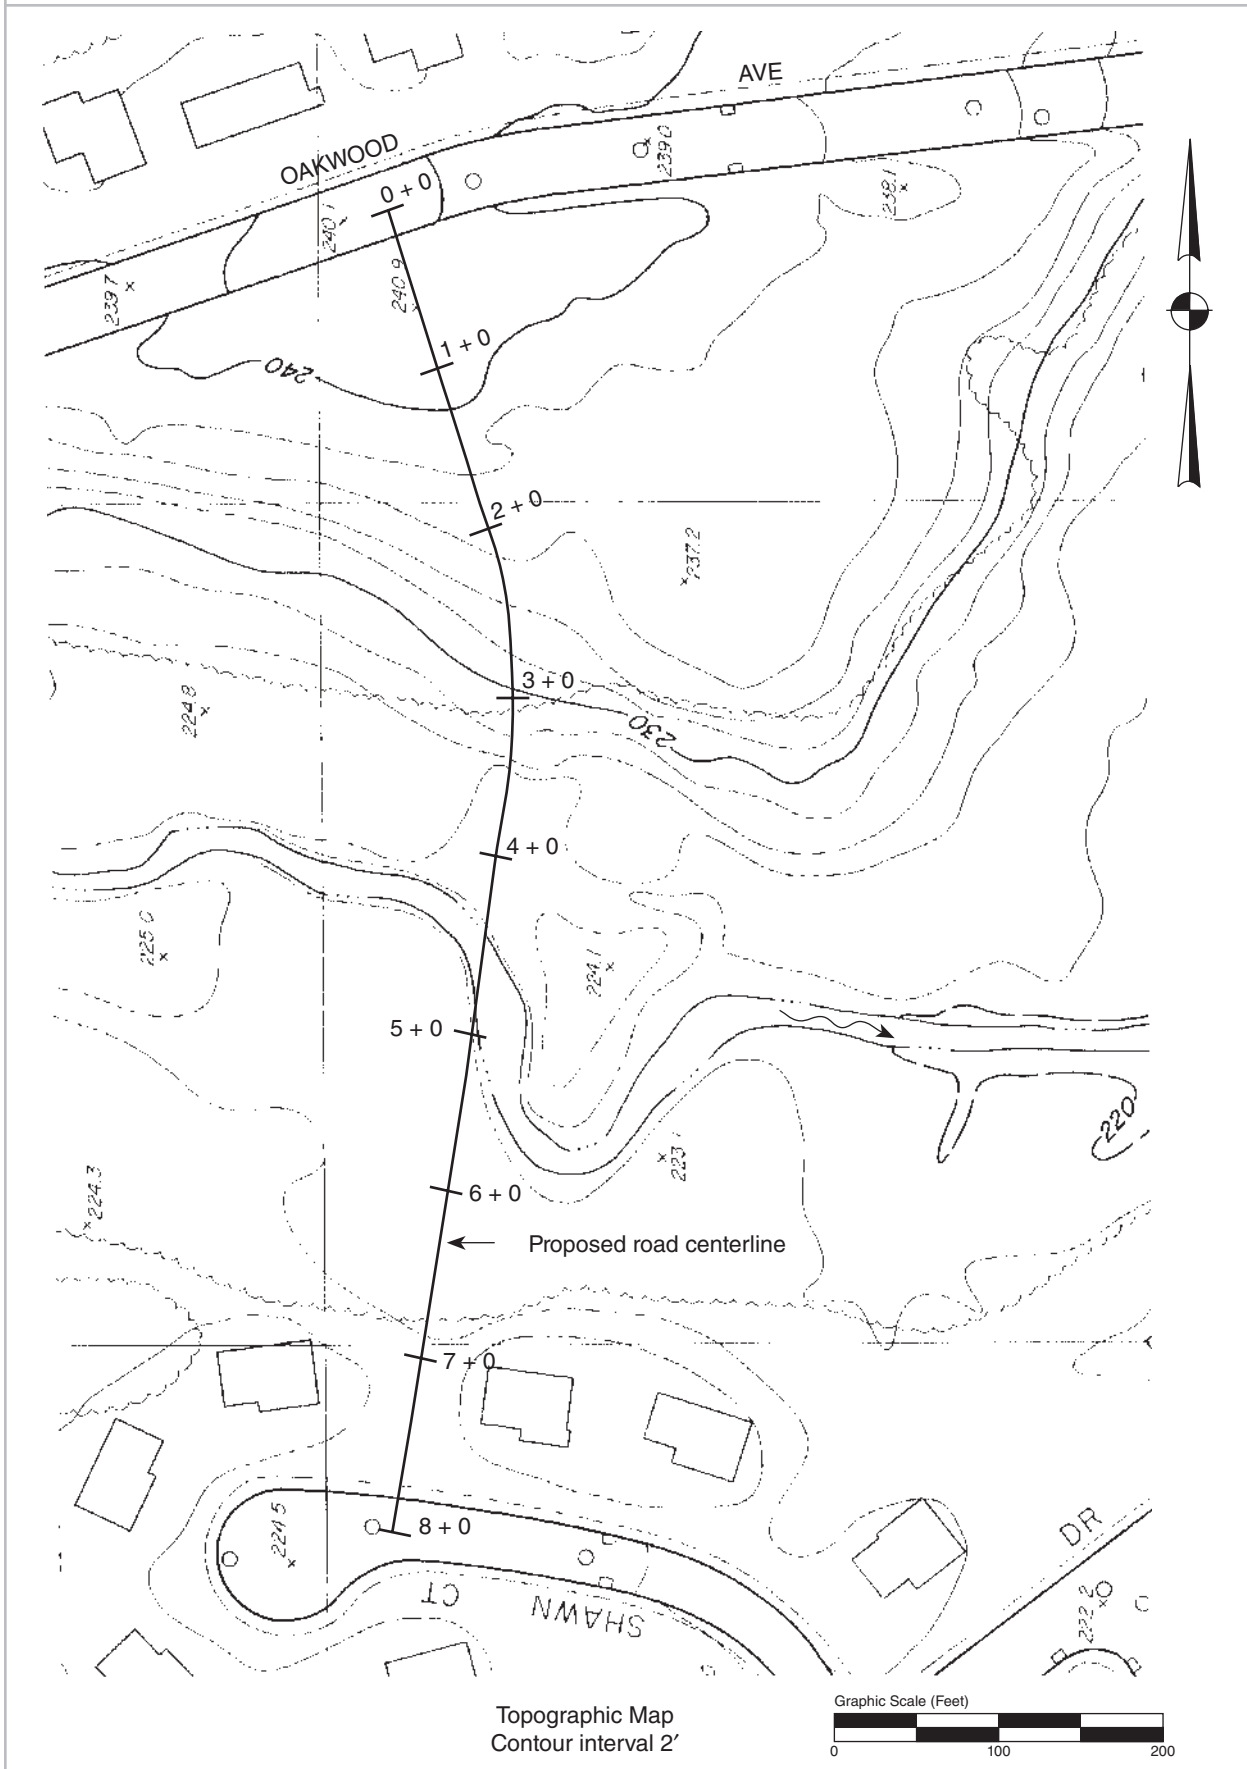 AVE
OAKWOOD
0 + 0
239.0
238.1
240.1
240.9
239.7
1 + 0
240
2 + 0
237.2
3 + 0
224.8
230
4 + 0
225.0
224.1
5 + 0
220
223.1
224.3
6 + 0
Proposed road centerline
7 + 0
224.5
8 + 0
DR
CT
SHAWN
222.2
Topographic Map
Contour interval 2′
Graphic Scale (Feet)
0 100 200